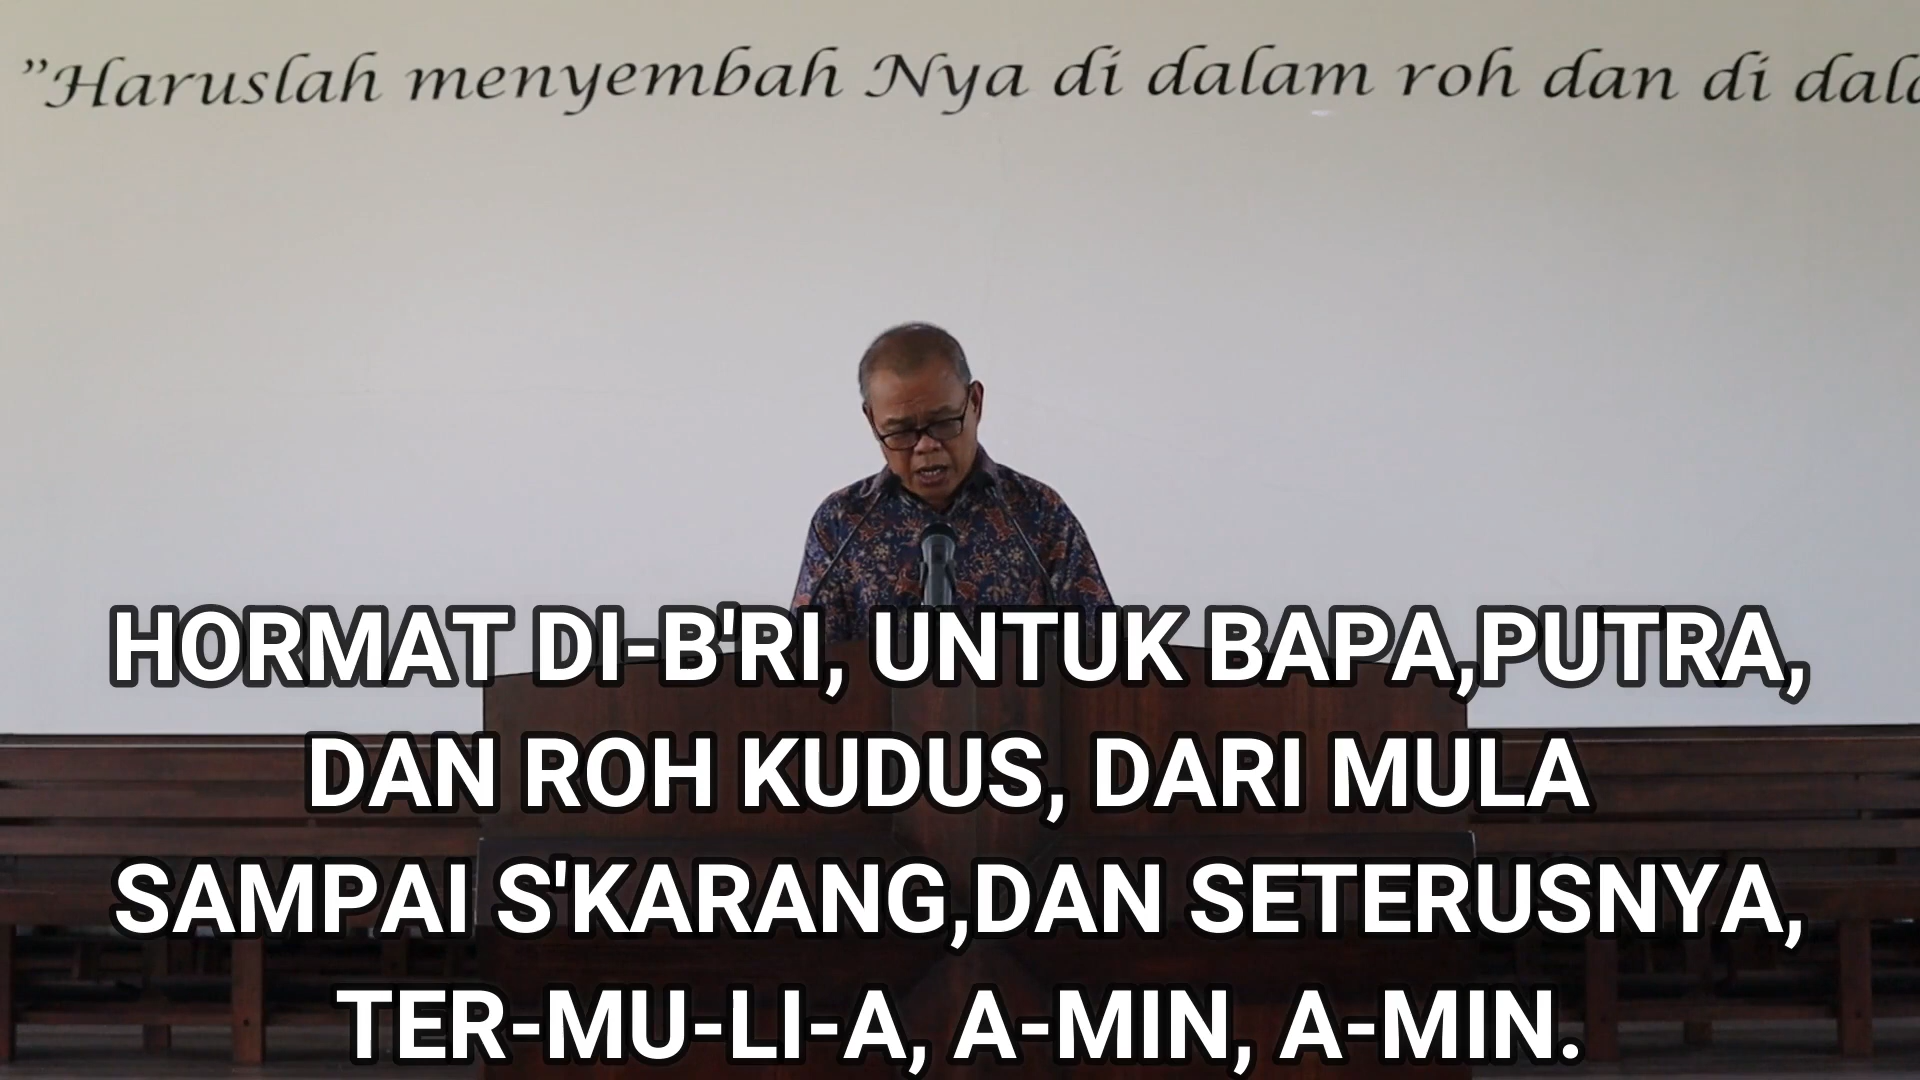 "Haruslah menyembah Nya di dalam roh dan di
HORMAT DI-B'RI, UNTUK BAPA,PUTRA,
DAN ROH KUDUS, DARI MULA
SAMPAI S'KARANG,DAN SETERUSNYA,
TER-MU-LI-A, A-MIN, A-MIN.